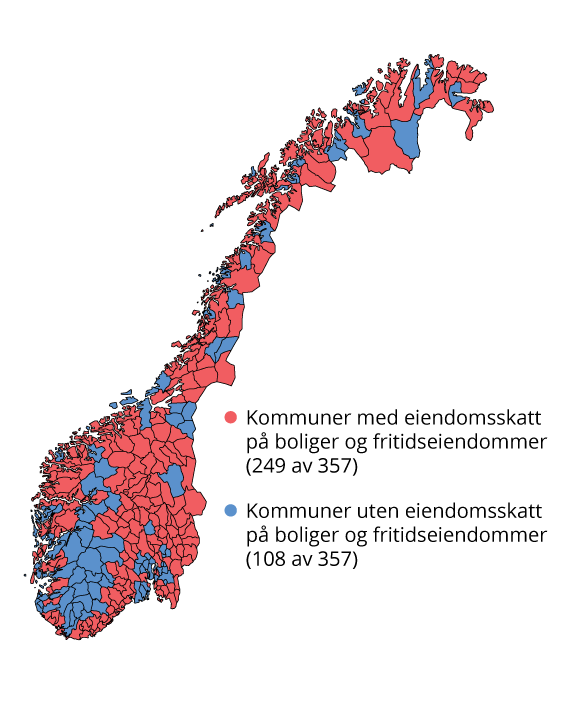 Kommuner med eiendomsskatt
på boliger og fritidseiendommer
(249 av 357)
Kommuner uten eiendomsskatt
på boliger og fritidseiendommer
(108 av 357)